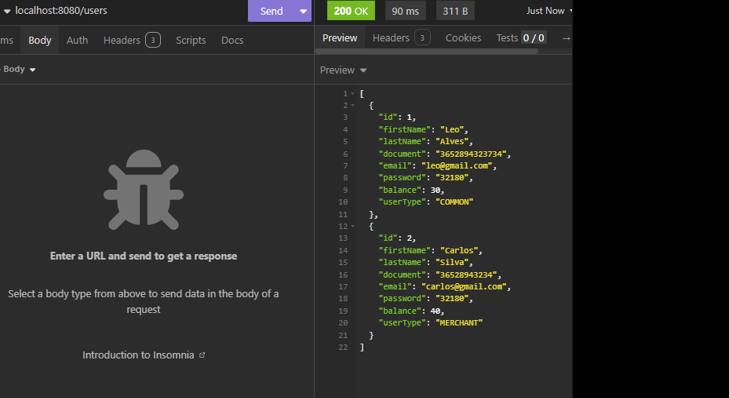 localhost:8080/users
Send
200 OK
90 ms
311 B
Just Now
ms
Body
Auth
Headers 3
Scripts
Docs
Preview
Headers 3
Cookies
Tests 0 / 0
→
Body
Preview
Enter a URL and send to get a response
Select a body type from above to send data in the body of a
request
Introduction to Insomnia
1 [
2 {
3 "id": 1,
4 "firstName": "Leo",
5 "lastName": "Alves",
6 "document": "3652894323734",
7 "email": "leo@gmail.com",
8 "password": "32180",
9 "balance": 30,
10 "userType": "COMMON"
11 },
12 {
13 "id": 2,
14 "firstName": "Carlos",
15 "lastName": "Silva",
16 "document": "36528943234",
17 "email": "carlos@gmail.com",
18 "password": "32180",
19 "balance": 40,
20 "userType": "MERCHANT"
21 }
22 ]